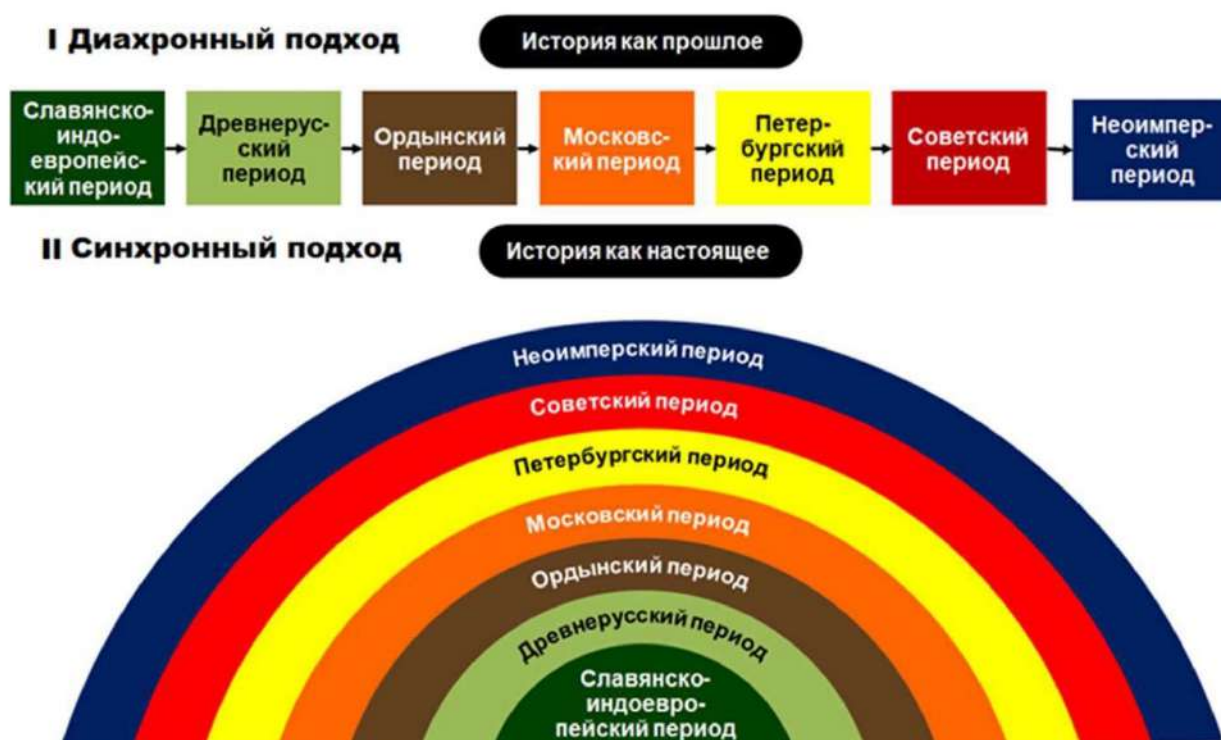 I Диахронный подход
История как прошлое
Славянско-
индо-
европейс-
кий период
Древнерус-
ский
период
Ордынский
период
Московс-
кий период
Петер-
бургский
период
Советский
период
Неоимпер-
ский
период
II Синхронный подход
История как настоящее
Неоимперский период
Советский период
Петербургский период
Московский период
Ордынский период
Древнерусский период
Славянско-
индоевро-
пейский период